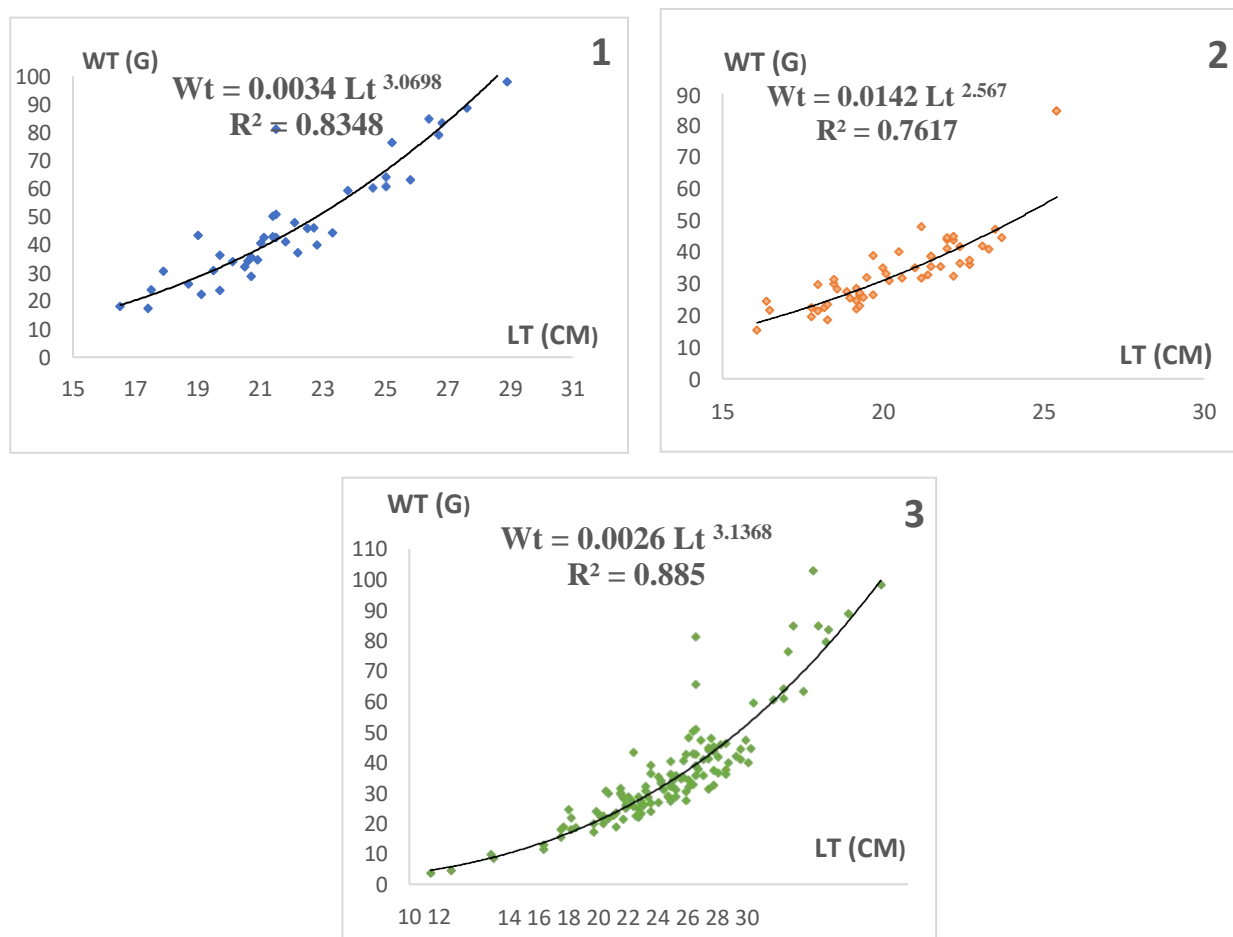 1
WT (G)
Wt = 0.0034 Lt 3.0698
R² = 0.8348
100
90
80
70
60
50
40
30
20
10
0
LT (CM)
15 17 19 21 23 25 27 29 31
2
WT (G)
Wt = 0.0142 Lt 2.567
R² = 0.7617
90
80
70
60
50
40
30
20
10
0
LT (CM)
15 20 25 30
3
WT (G)
Wt = 0.0026 Lt 3.1368
R² = 0.885
110
100
90
80
70
60
50
40
30
20
10
0
LT (CM)
10 12 14 16 18 20 22 24 26 28 30